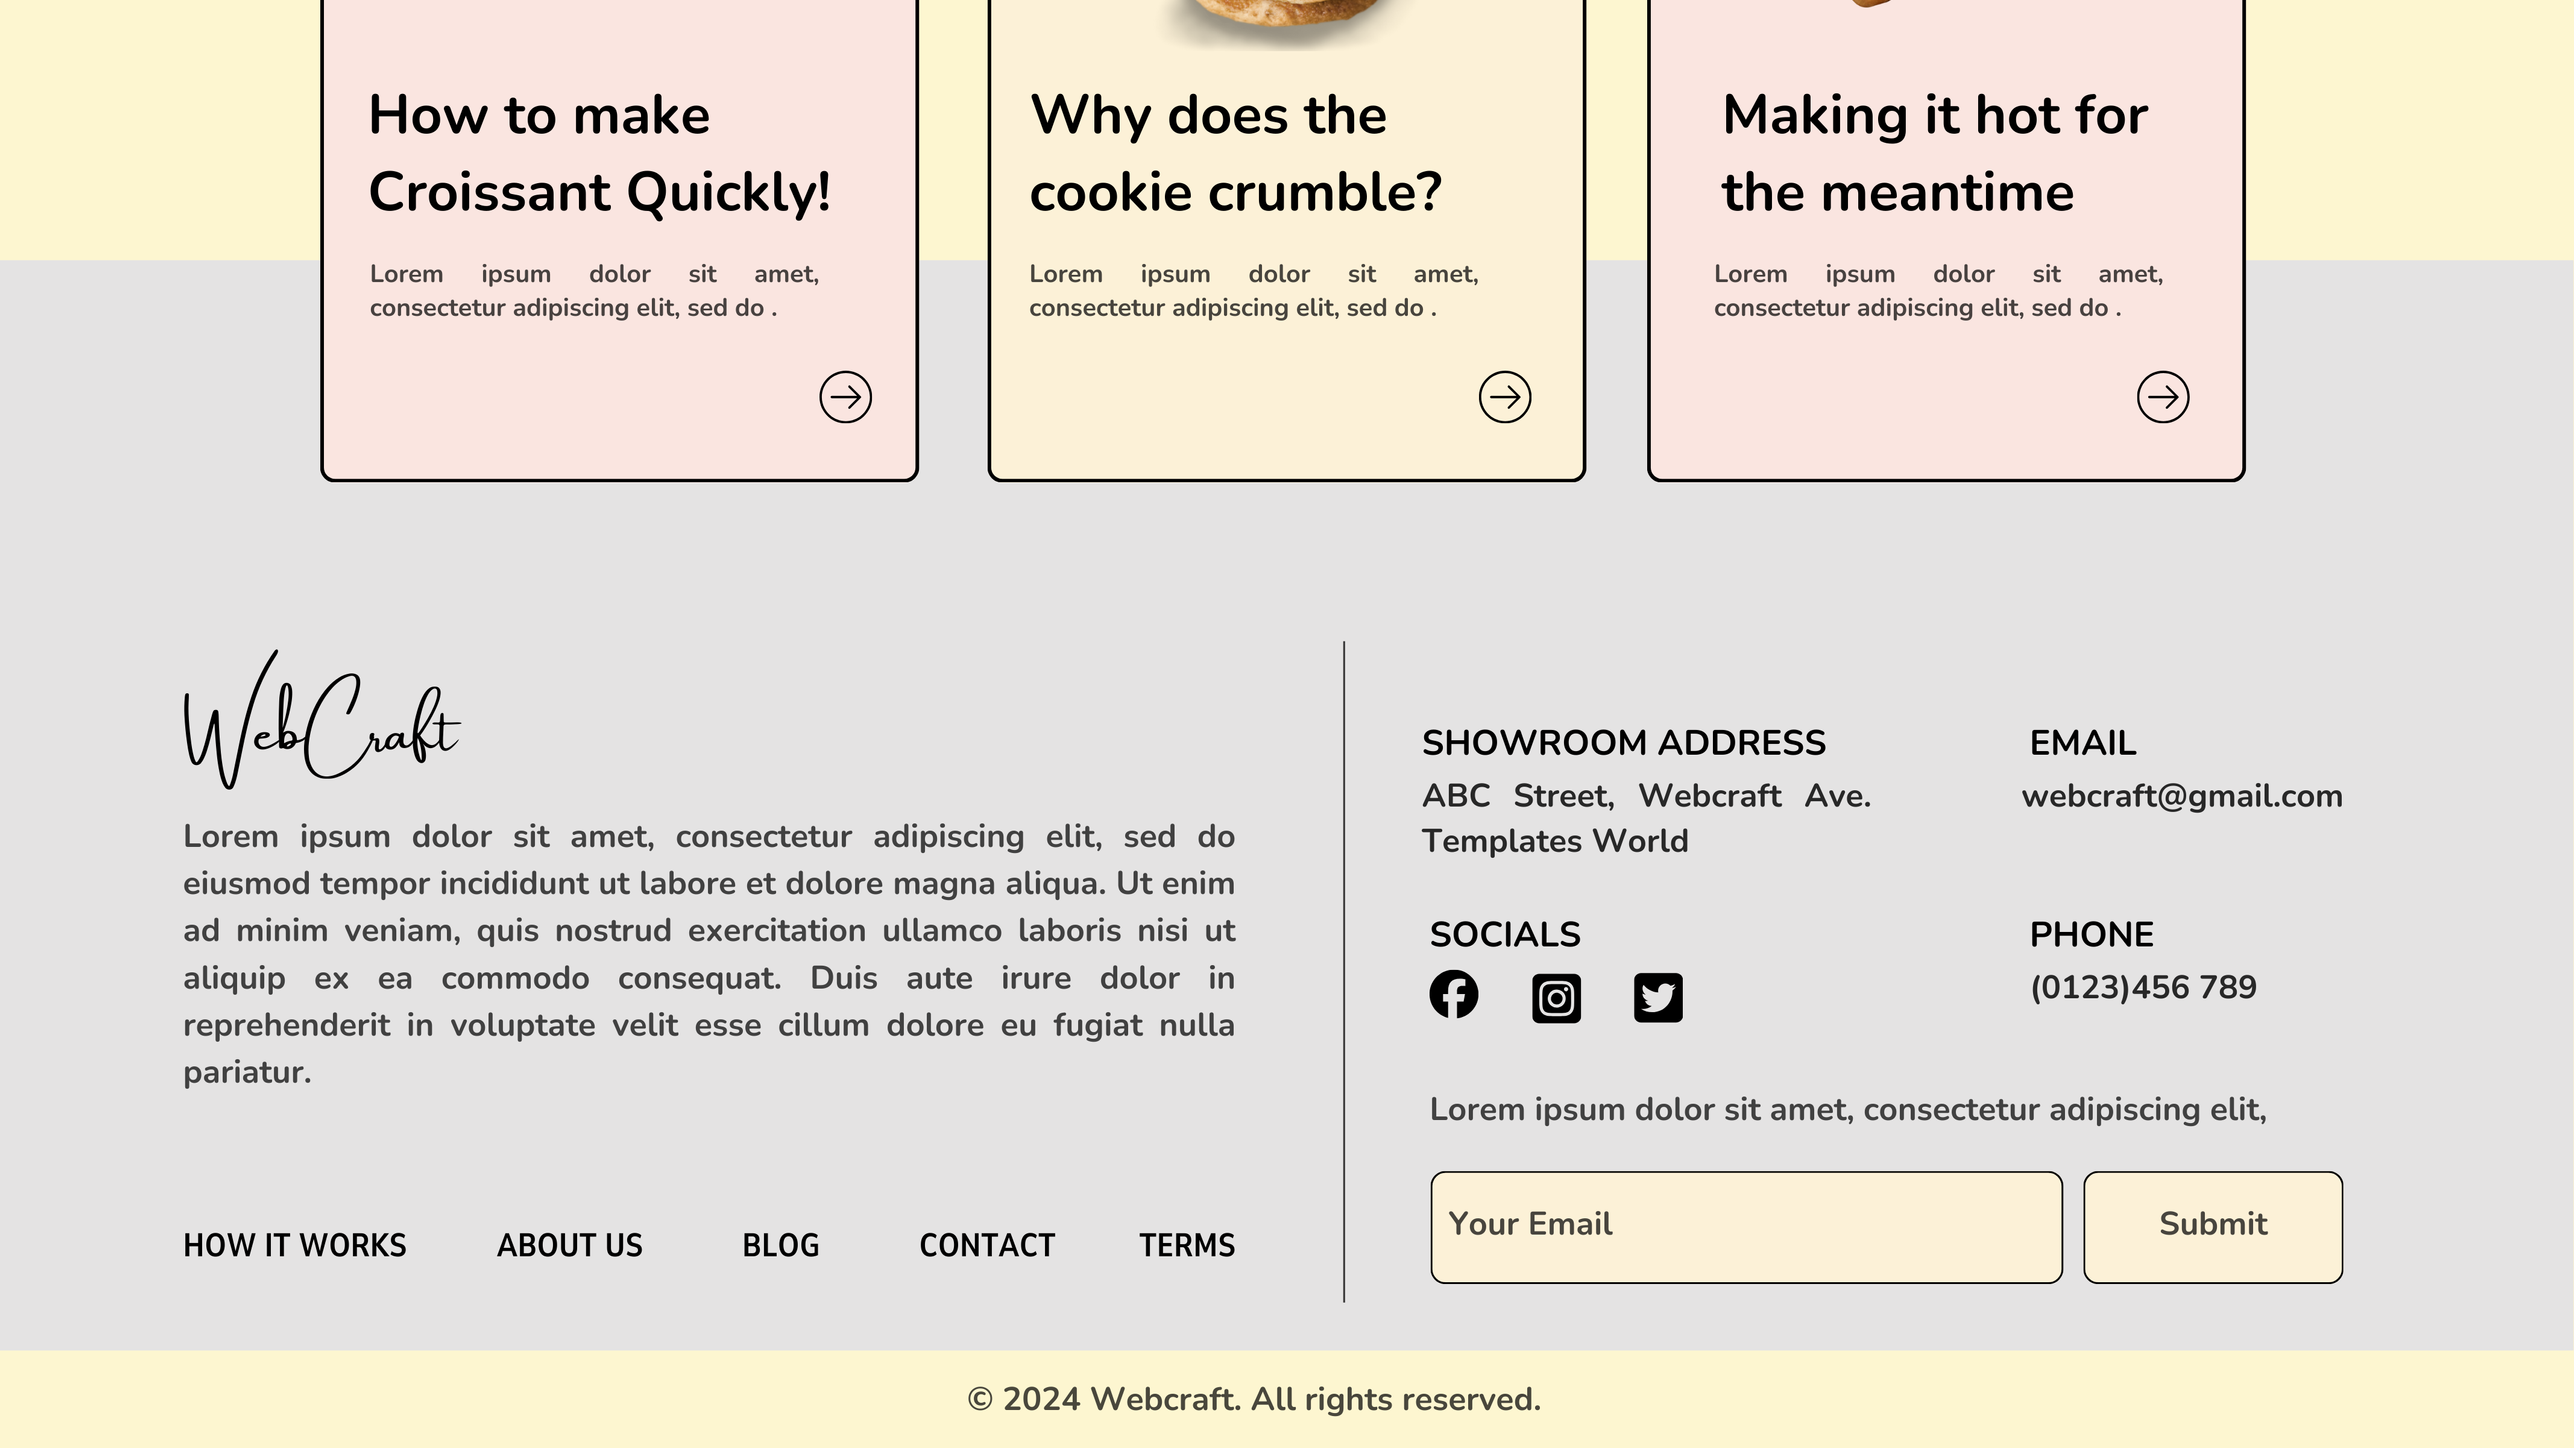 How to make
Croissant Quickly!
Lorem ipsum dolor sit amet,
consectetur adipiscing elit, sed do .
Why does the
cookie crumble?
Lorem ipsum dolor sit amet,
consectetur adipiscing elit, sed do .
Making it hot for
the meantime
Lorem ipsum dolor sit amet,
consectetur adipiscing elit, sed do .
WebCraft
Lorem ipsum dolor sit amet, consectetur adipiscing elit, sed do
eiusmod tempor incididunt ut labore et dolore magna aliqua. Ut enim
ad minim veniam, quis nostrud exercitation ullamco laboris nisi ut
aliquip ex ea commodo consequat. Duis aute irure dolor in
reprehenderit in voluptate velit esse cillum dolore eu fugiat nulla
pariatur.
HOW IT WORKS ABOUT US BLOG CONTACT TERMS
SHOWROOM ADDRESS
ABC Street, Webcraft Ave.
Templates World
EMAIL
webcraft@gmail.com
SOCIALS
PHONE
(0123)456 789
Lorem ipsum dolor sit amet, consectetur adipiscing elit,
Your Email
Submit
© 2024 Webcraft. All rights reserved.